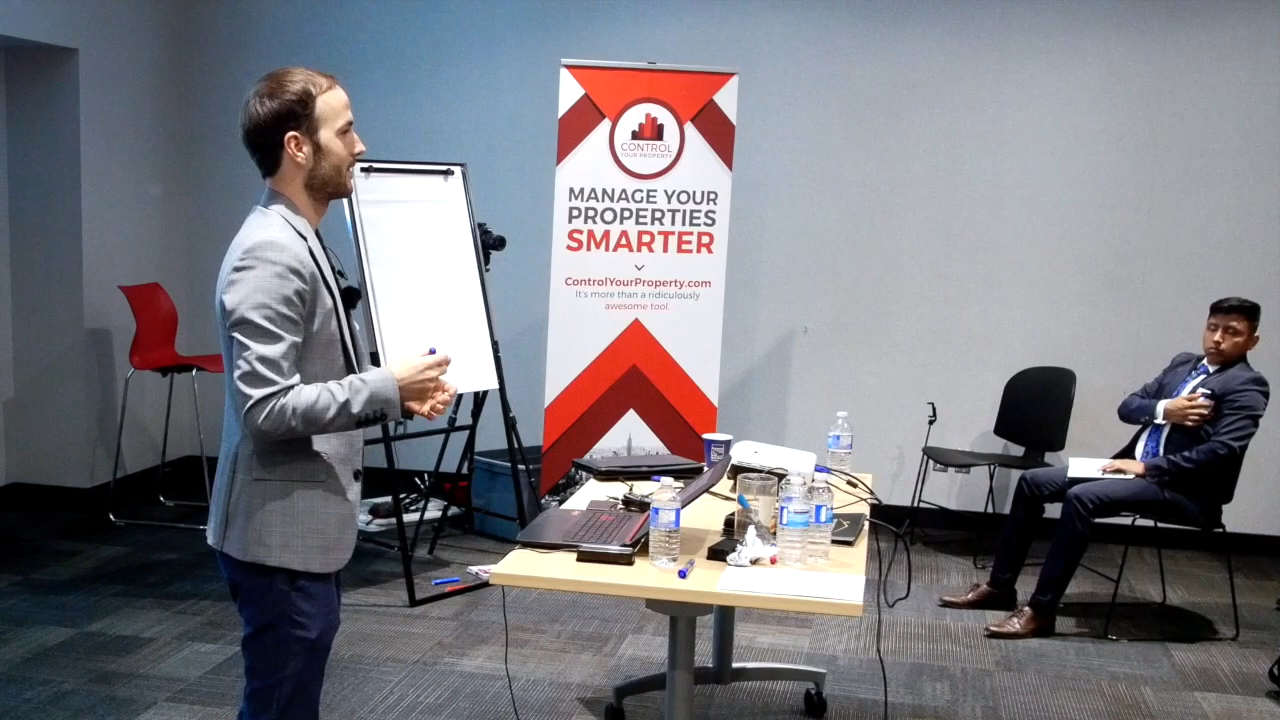 CONTROL
YOUR PROPERTY
MANAGE YOUR
PROPERTIES
SMARTER
ControlYourProperty.com
It's more than a ridiculously
awesome tool.